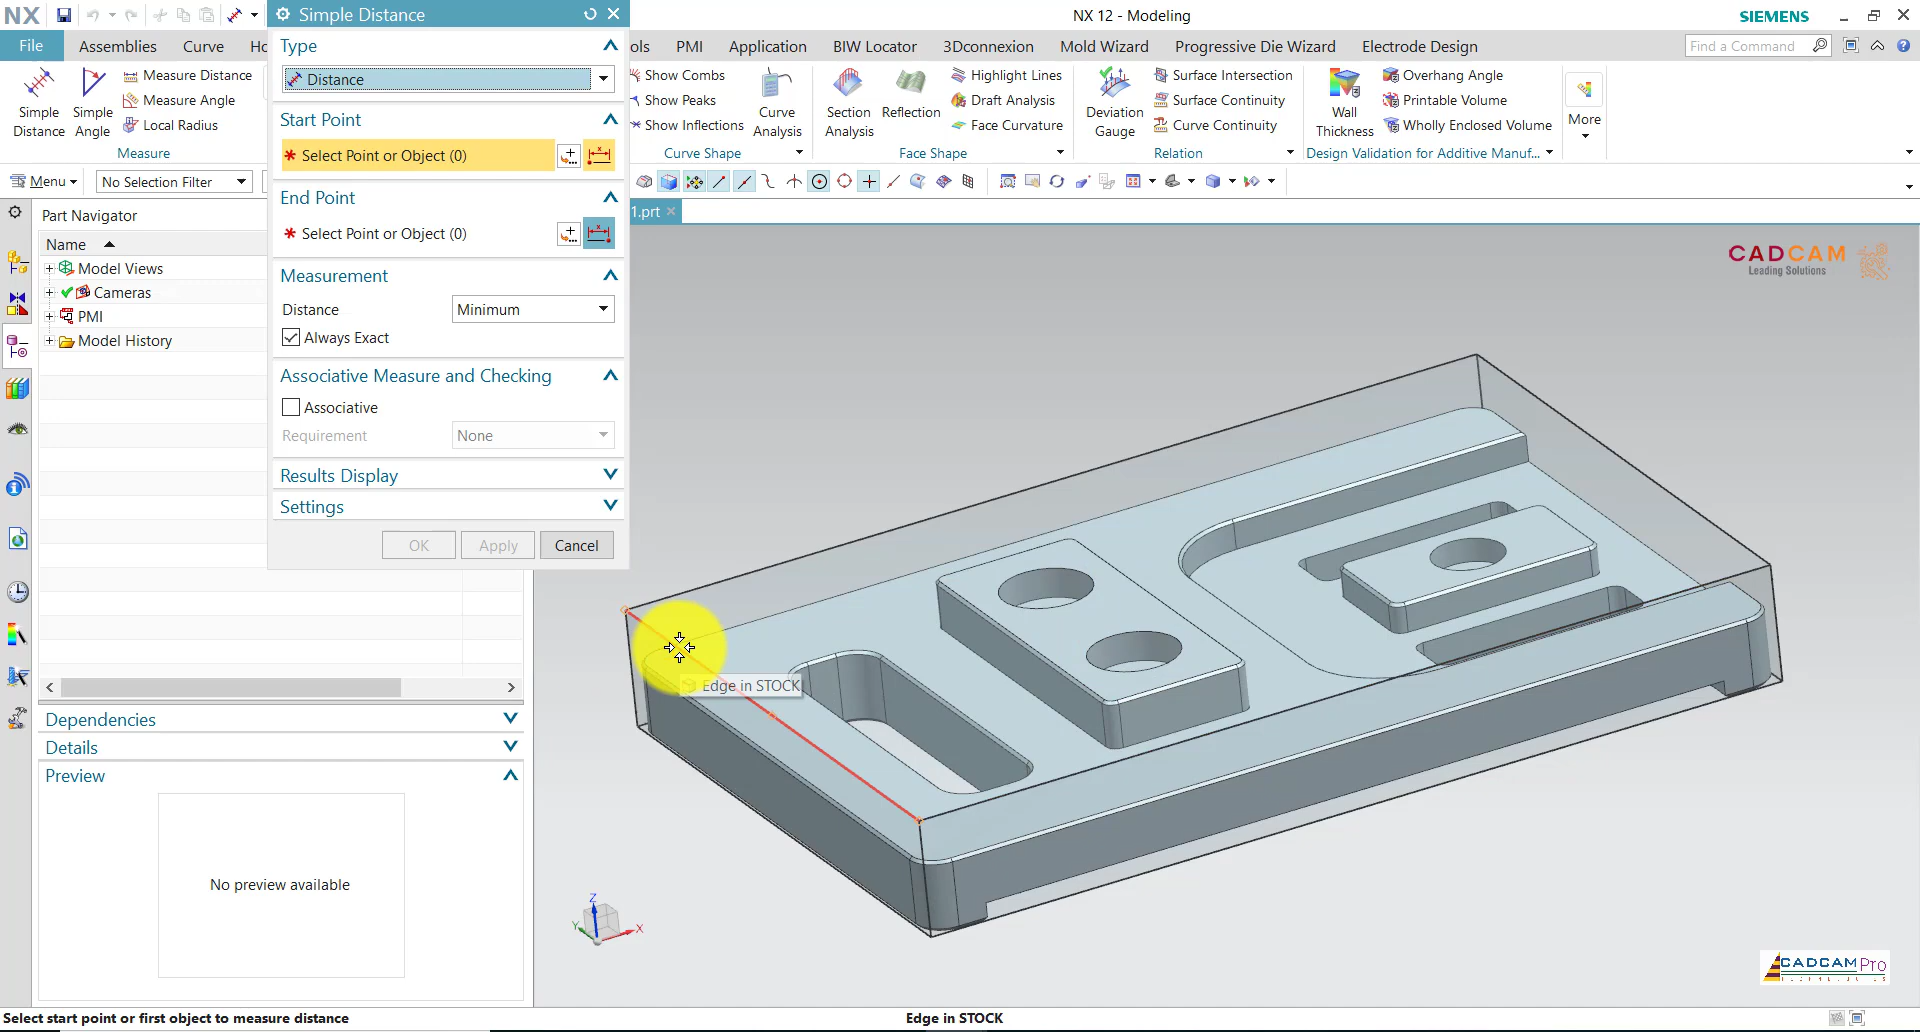 NX
Simple Distance
NX 12 - Modeling
SIEMENS
File
Assemblies
Curve
Ho
ols
PMI
Application
BIW Locator
3Dconnexion
Mold Wizard
Progressive Die Wizard
Electrode Design
Find a Command
Simple Distance
Simple Angle
Measure Distance
Measure Angle
Local Radius
Measure
Show Combs
Show Peaks
Show Inflections
Curve Analysis
Curve Shape
Section Analysis
Reflection
Highlight Lines
Draft Analysis
Face Curvature
Face Shape
Deviation Gauge
Surface Intersection
Surface Continuity
Curve Continuity
Relation
Wall Thickness
Overhang Angle
Printable Volume
Wholly Enclosed Volume
Design Validation for Additive Manuf...
More
Menu
No Selection Filter
Type
Distance
Start Point
* Select Point or Object (0)
End Point
* Select Point or Object (0)
Measurement
Distance
Minimum
Always Exact
Associative Measure and Checking
Associative
Requirement
None
Results Display
Settings
OK
Apply
Cancel
Part Navigator
Name
Model Views
Cameras
PMI
Model History
Dependencies
Details
Preview
No preview available
1.prt
CADCAM
Leading Solutions
Edge in STOCK
Z
Y
X
CADCAM Pro
Select start point or first object to measure distance
Edge in STOCK